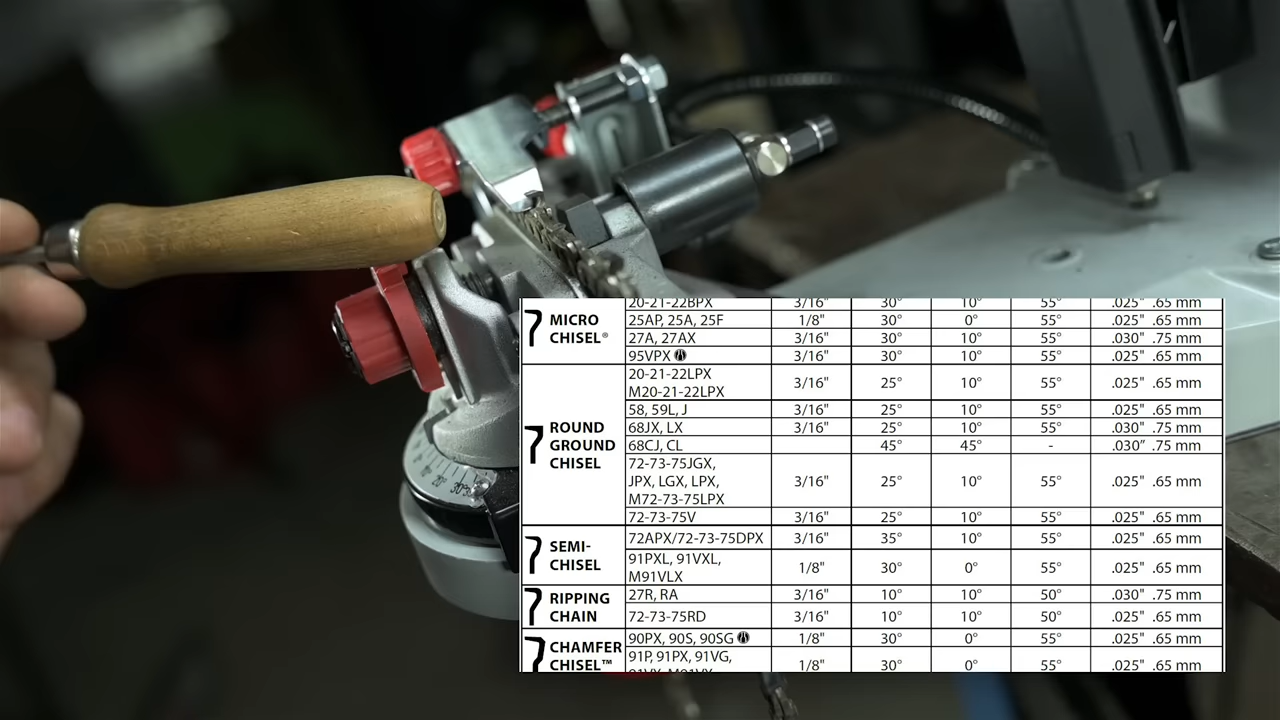 20-21-22BPX 3/16" 30° 10° 55° .025" .65 mm
MICRO CHISEL® 25AP, 25A, 25F 1/8" 30° 0° 55° .025" .65 mm
27A, 27AX 3/16" 30° 10° 55° .030" .75 mm
95VPX 3/16" 30° 10° 55° .025" .65 mm
ROUND GROUND CHISEL
20-21-22LPX
M20-21-22LPX 3/16" 25° 10° 55° .025" .65 mm
58, 59L, J 3/16" 25° 10° 55° .025" .65 mm
68JX, LX 3/16" 25° 10° 55° .030" .75 mm
68CJ, CL 45° 45° - .030" .75 mm
72-73-75JGX,
JPX, LGX, LPX, 3/16" 25° 10° 55° .025" .65 mm
M72-73-75LPX
72-73-75V 3/16" 25° 10° 55° .025" .65 mm
SEMI-CHISEL
72APX/72-73-75DPX 3/16" 35° 10° 55° .025" .65 mm
91PXL, 91VXL, 1/8" 30° 0° 55° .025" .65 mm
M91VLX
RIPPING CHAIN
27R, RA 3/16" 10° 10° 50° .030" .75 mm
72-73-75RD 3/16" 10° 10° 50° .025" .65 mm
CHAMFER CHISEL™
90PX, 90S, 90SG 1/8" 30° 0° 55° .025" .65 mm
91P, 91PX, 91VG, 1/8" 30° 0° 55° .025" .65 mm